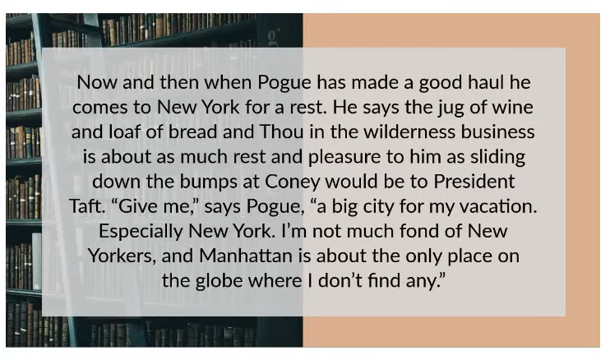 Now and then when Pogue has made a good haul he
comes to New York for a rest. He says the jug of wine
and loaf of bread and Thou in the wilderness business
is about as much rest and pleasure to him as sliding
down the bumps at Coney would be to President
Taft. “Give me,” says Pogue, “a big city for my vacation.
Especially New York. I’m not much fond of New
Yorkers, and Manhattan is about the only place on
the globe where I don’t find any.”